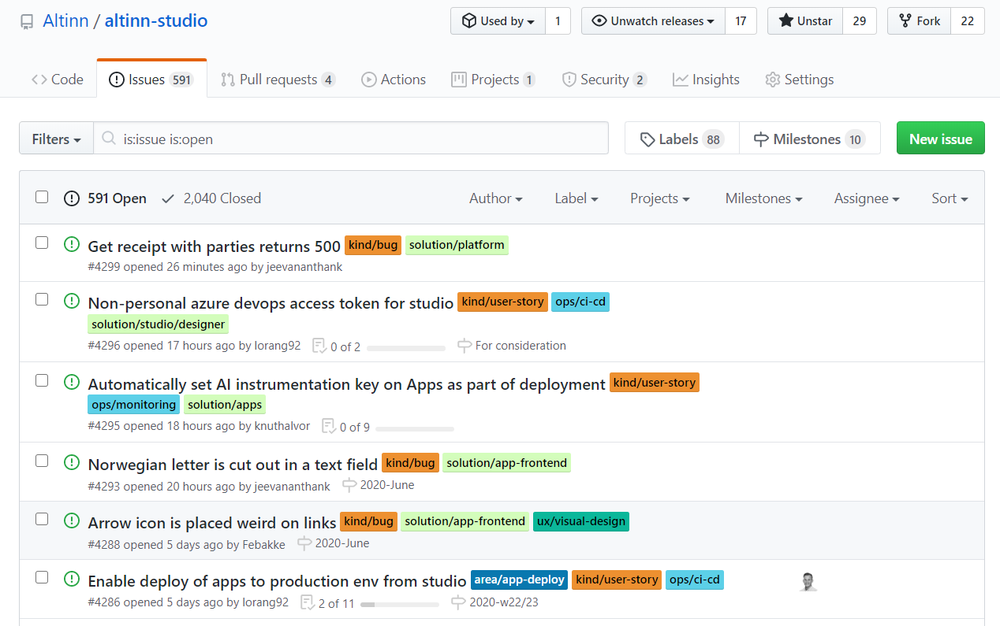 Altinn / altinn-studio Used by 1 Unwatch releases 17 Unstar 29 Fork 22
Code Issues 591 Pull requests 4 Actions Projects 1 Security 2 Insights Settings
Filters is:issue is:open Labels 88 Milestones 10 New issue
591 Open 2,040 Closed Author Label Projects Milestones Assignee Sort
Get receipt with parties returns 500 kind/bug solution/platform
#4299 opened 26 minutes ago by jeevananthank
Non-personal azure devops access token for studio kind/user-story ops/ci-cd
solution/studio/designer
#4296 opened 17 hours ago by lorang92 0 of 2 For consideration
Automatically set AI instrumentation key on Apps as part of deployment kind/user-story
ops/monitoring solution/apps
#4295 opened 18 hours ago by knuthalvor 0 of 9
Norwegian letter is cut out in a text field kind/bug solution/app-frontend
#4293 opened 20 hours ago by jeevananthank 2020-June
Arrow icon is placed weird on links kind/bug solution/app-frontend ux/visual-design
#4288 opened 5 days ago by Febakke 2020-June
Enable deploy of apps to production env from studio area/app-deploy kind/user-story ops/ci-cd
#4286 opened 5 days ago by lorang92 2 of 11 2020-w22/23